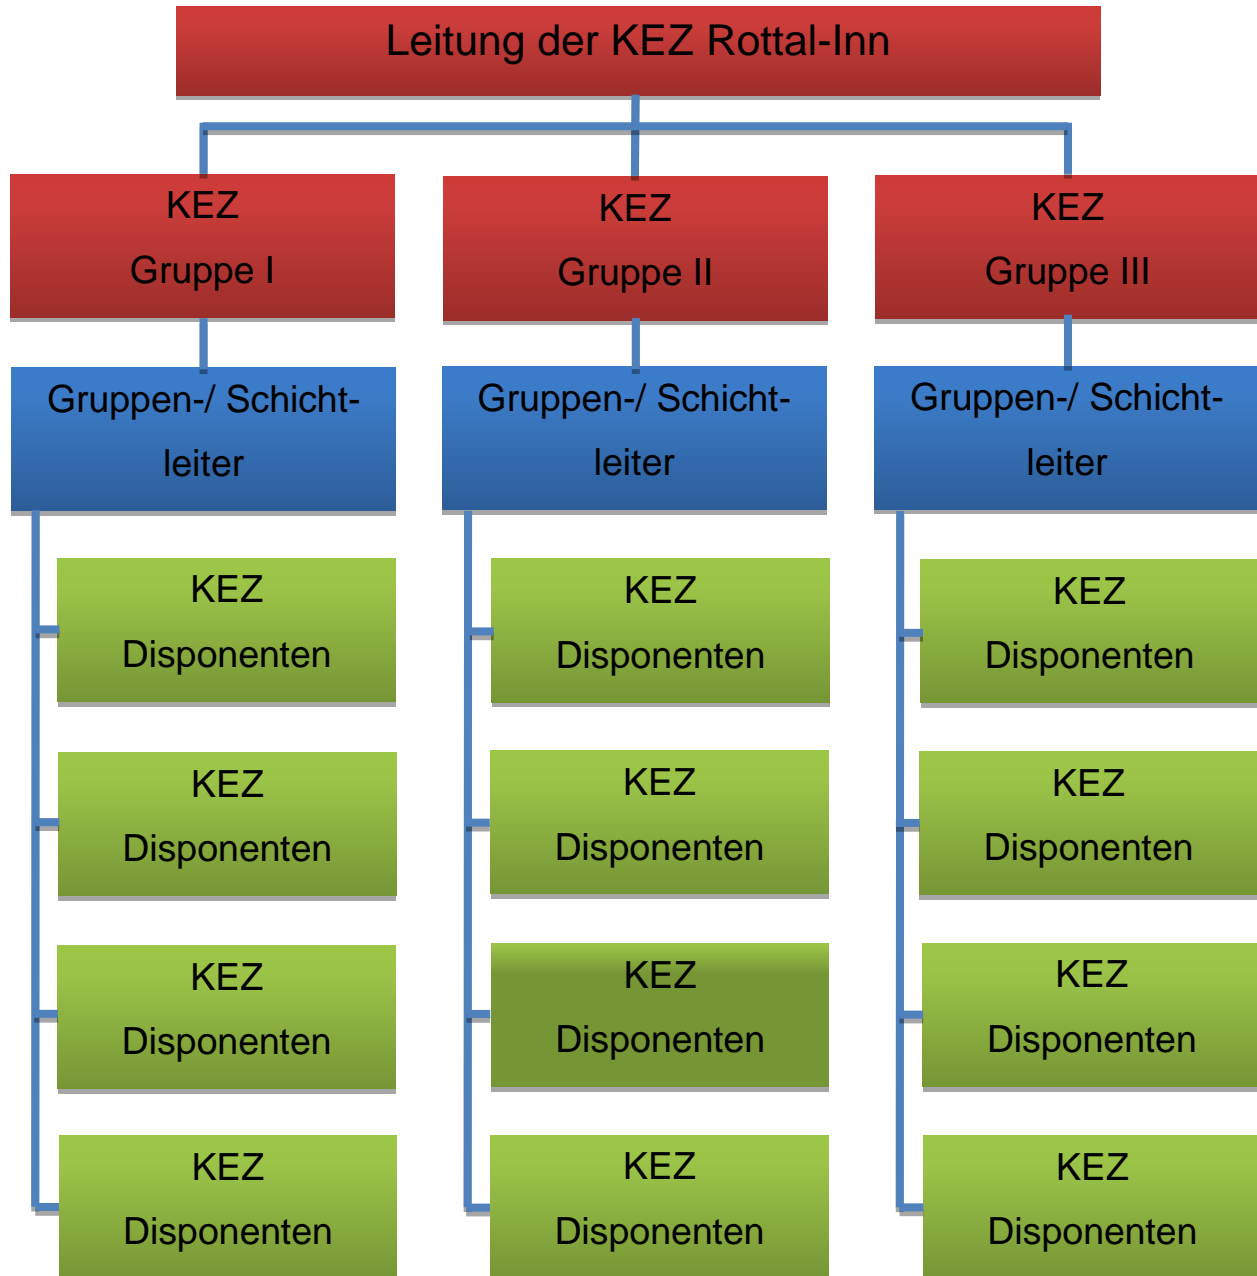 Leitung der KEZ Rottal-Inn
KEZ
Gruppe I
KEZ
Gruppe II
KEZ
Gruppe III
Gruppen-/ Schicht-
leiter
Gruppen-/ Schicht-
leiter
Gruppen-/ Schicht-
leiter
KEZ
Disponenten
KEZ
Disponenten
KEZ
Disponenten
KEZ
Disponenten
KEZ
Disponenten
KEZ
Disponenten
KEZ
Disponenten
KEZ
Disponenten
KEZ
Disponenten
KEZ
Disponenten
KEZ
Disponenten
KEZ
Disponenten